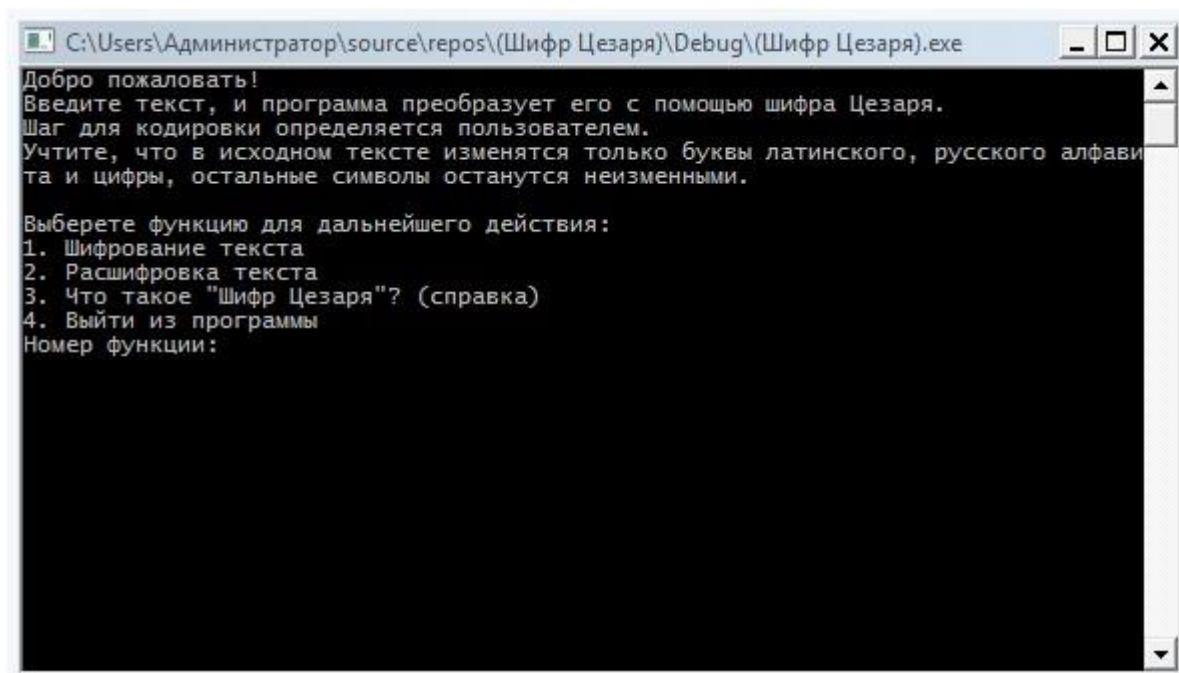 C:\Users\Администратор\source\repos\(Шифр Цезаря)\Debug\(Шифр Цезаря).exe
Добро пожаловать!
Введите текст, и программа преобразует его с помощью шифра Цезаря.
Шаг для кодировки определяется пользователем.
Учтите, что в исходном тексте изменятся только буквы латинского, русского алфави
та и цифры, остальные символы останутся неизменными.
Выберете функцию для дальнейшего действия:
1. Шифрование текста
2. Расшифровка текста
3. Что такое "Шифр Цезаря"? (справка)
4. Выйти из программы
Номер функции: